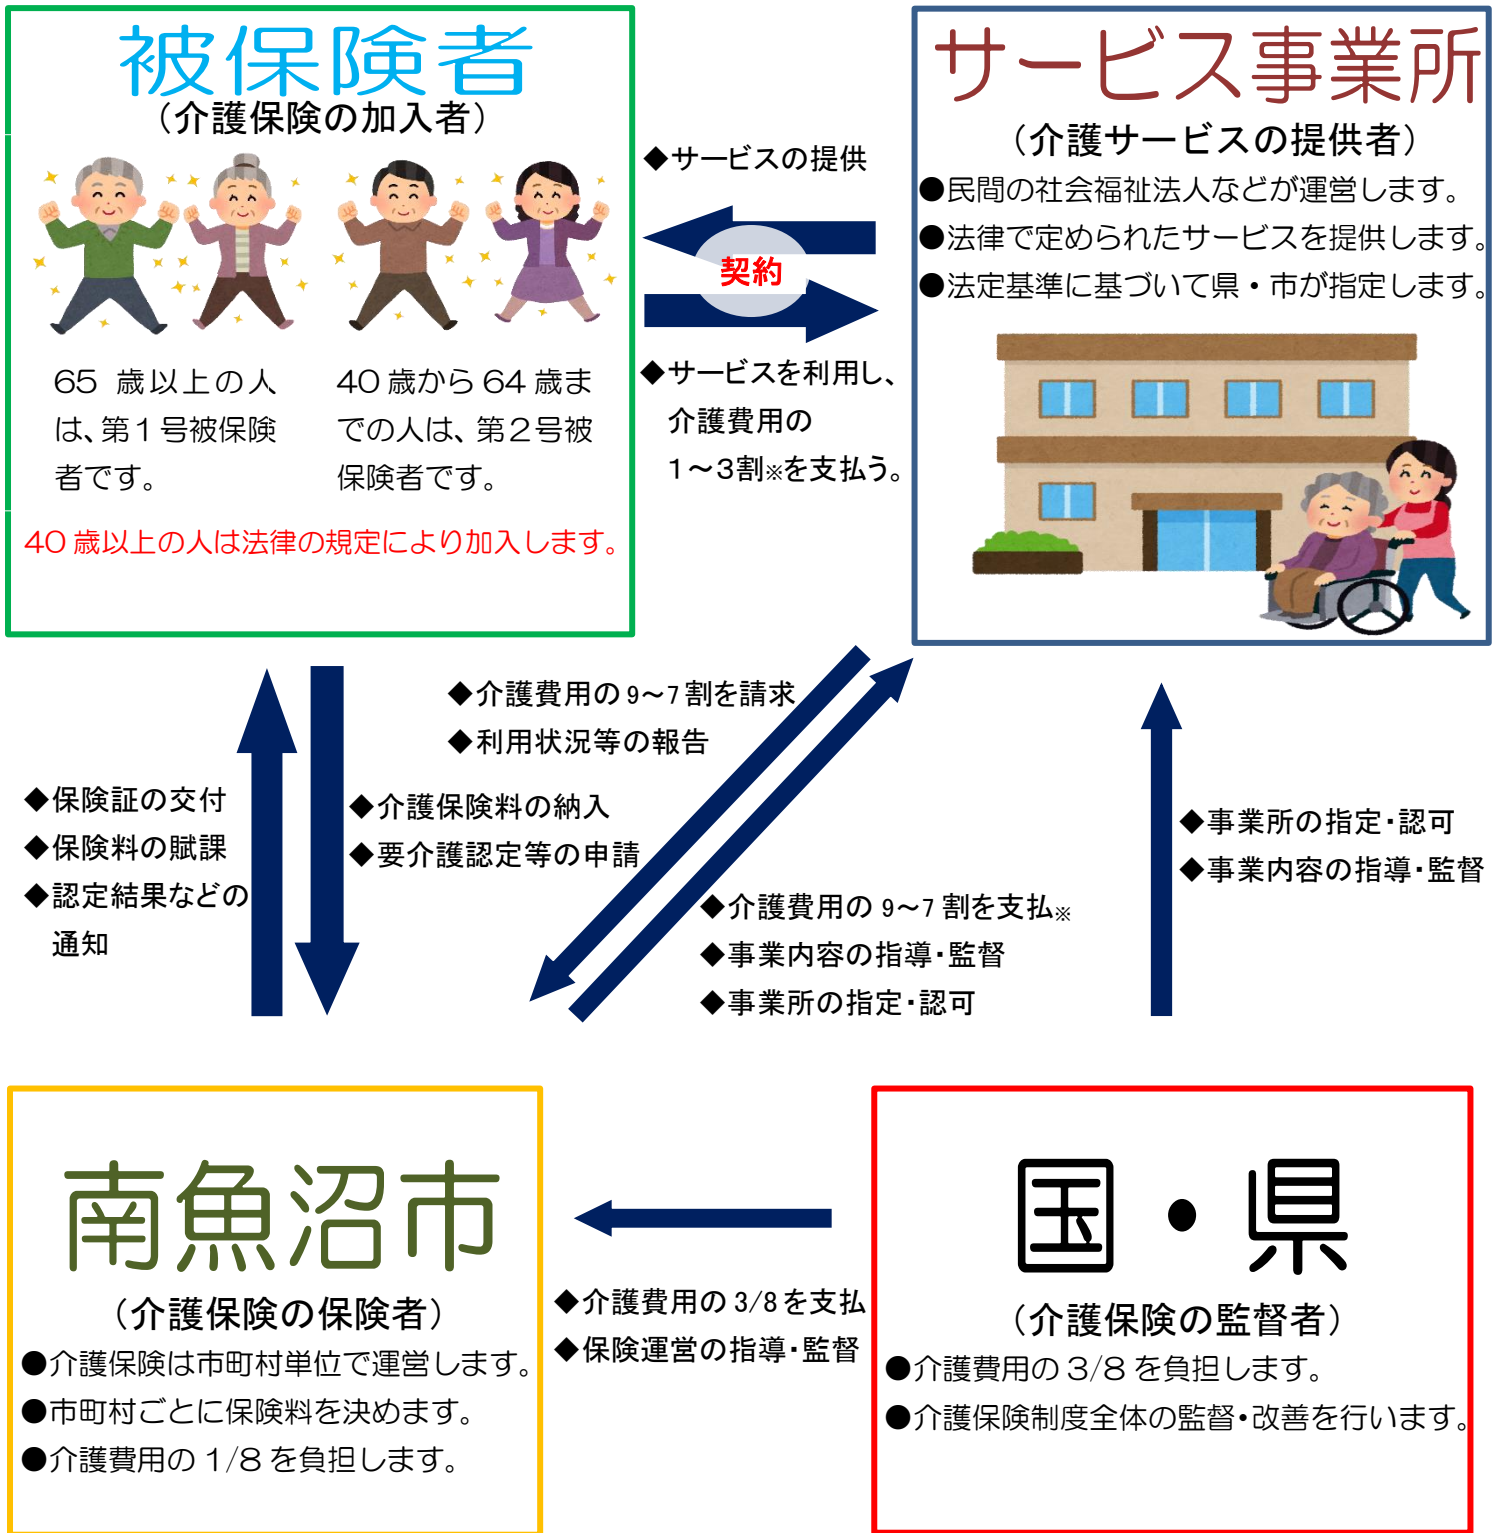 被保険者
（介護保険の加入者）
65 歳以上の人
は、第１号被保険
者です。
40 歳から 64 歳ま
での人は、第２号被
保険者です。
40 歳以上の人は法律の規定により加入します。
◆サービスの提供
契約
◆サービスを利用し、
介護費用の
１～３割※を支払う。
サービス事業所
（介護サービスの提供者）
●民間の社会福祉法人などが運営します。
●法律で定められたサービスを提供します。
●法定基準に基づいて県・市が指定します。
◆保険証の交付
◆保険料の賦課
◆認定結果などの
通知
◆介護保険料の納入
◆要介護認定等の申請
◆介護費用の 9～7 割を請求
◆利用状況等の報告
◆介護費用の 9～7 割を支払※
◆事業内容の指導・監督
◆事業所の指定・認可
◆事業所の指定・認可
◆事業内容の指導・監督
南魚沼市
（介護保険の保険者）
●介護保険は市町村単位で運営します。
●市町村ごとに保険料を決めます。
●介護費用の 1/8 を負担します。
◆介護費用の 3/8 を支払
◆保険運営の指導・監督
国・県
（介護保険の監督者）
●介護費用の 3/8 を負担します。
●介護保険制度全体の監督・改善を行います。